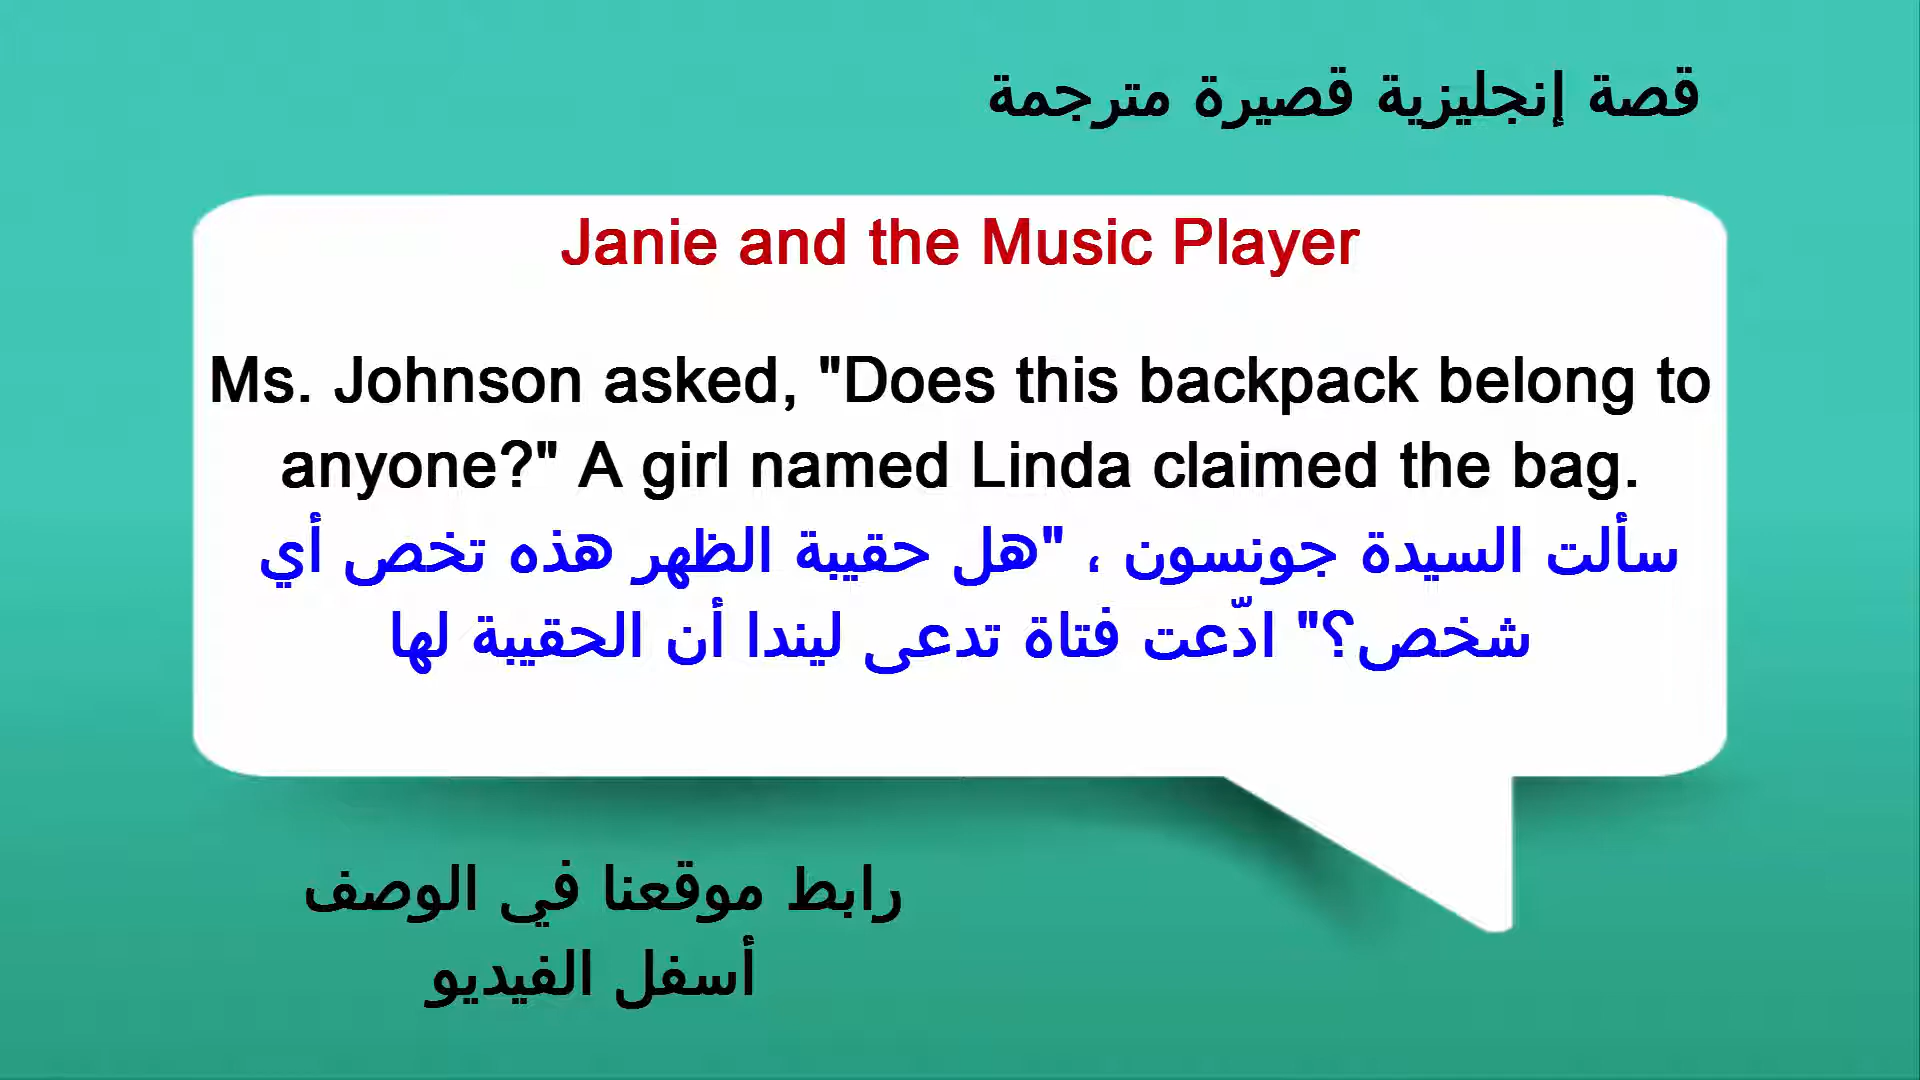 قصة إنجليزية قصيرة مترجمة
Janie and the Music Player
Ms. Johnson asked, "Does this backpack belong to
anyone?" A girl named Linda claimed the bag.
سألت السيدة جونسون ، "هل حقيبة الظهر هذه تخص أي
شخص؟" ادّعت فتاة تدعى ليندا أن الحقيبة لها
رابط موقعنا في الوصف
أسفل الفيديو